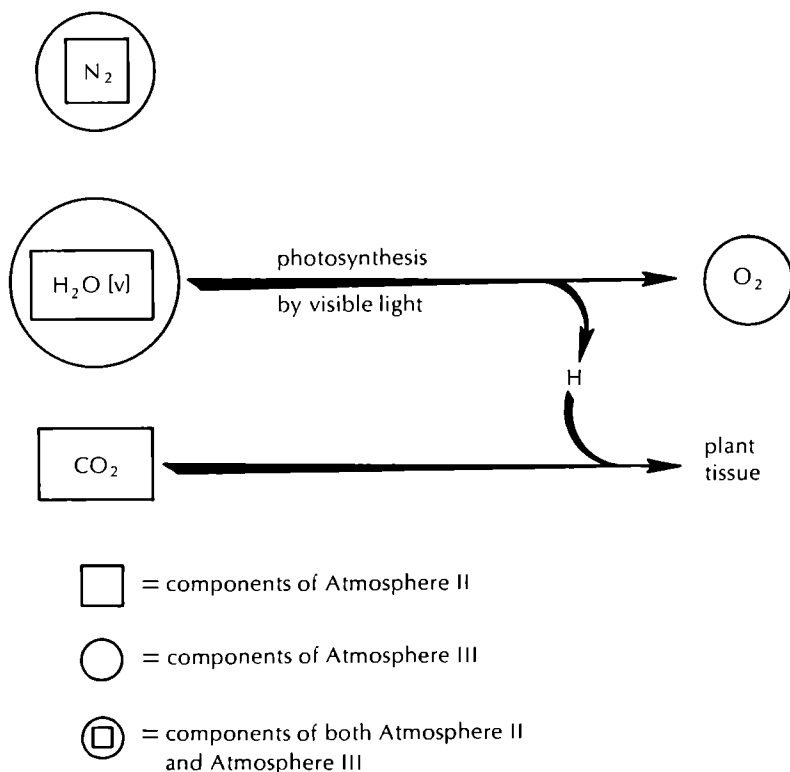 N₂
H₂O [v]
photosynthesis
by visible light
O₂
H
CO₂
plant
tissue
= components of Atmosphere II
= components of Atmosphere III
= components of both Atmosphere II
and Atmosphere III